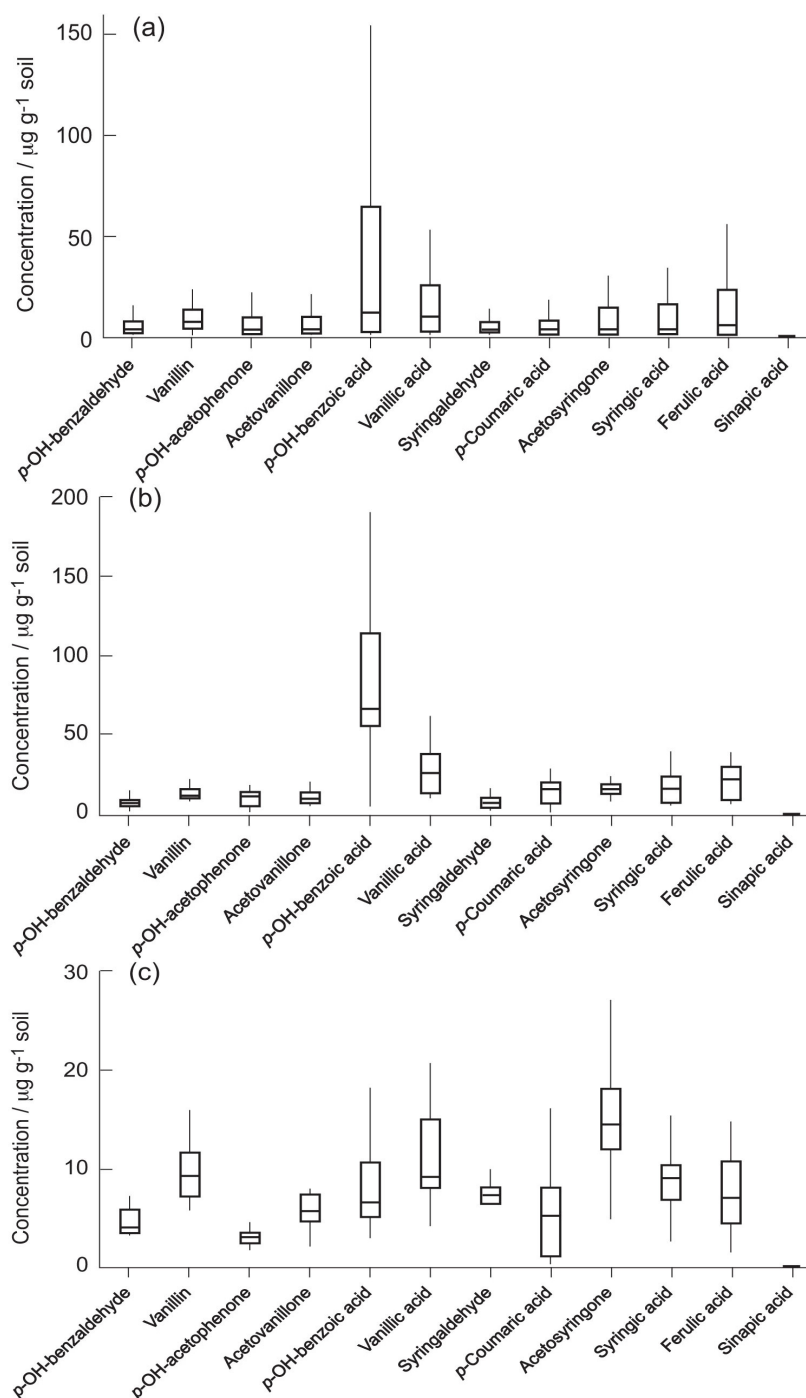 (a)
Concentration / μg g⁻¹ soil
150
100
50
0
p-OH-benzaldehyde
Vanillin
p-OH-acetophenone
Acetovanillone
p-OH-benzoic acid
Vanillic acid
Syringaldehyde
p-Coumaric acid
Acetosyringone
Syringic acid
Ferulic acid
Sinapic acid
(b)
Concentration / μg g⁻¹ soil
200
150
100
50
0
p-OH-benzaldehyde
Vanillin
p-OH-acetophenone
Acetovanillone
p-OH-benzoic acid
Vanillic acid
Syringaldehyde
p-Coumaric acid
Acetosyringone
Syringic acid
Ferulic acid
Sinapic acid
(c)
Concentration / μg g⁻¹ soil
30
20
10
0
p-OH-benzaldehyde
Vanillin
p-OH-acetophenone
Acetovanillone
p-OH-benzoic acid
Vanillic acid
Syringaldehyde
p-Coumaric acid
Acetosyringone
Syringic acid
Ferulic acid
Sinapic acid